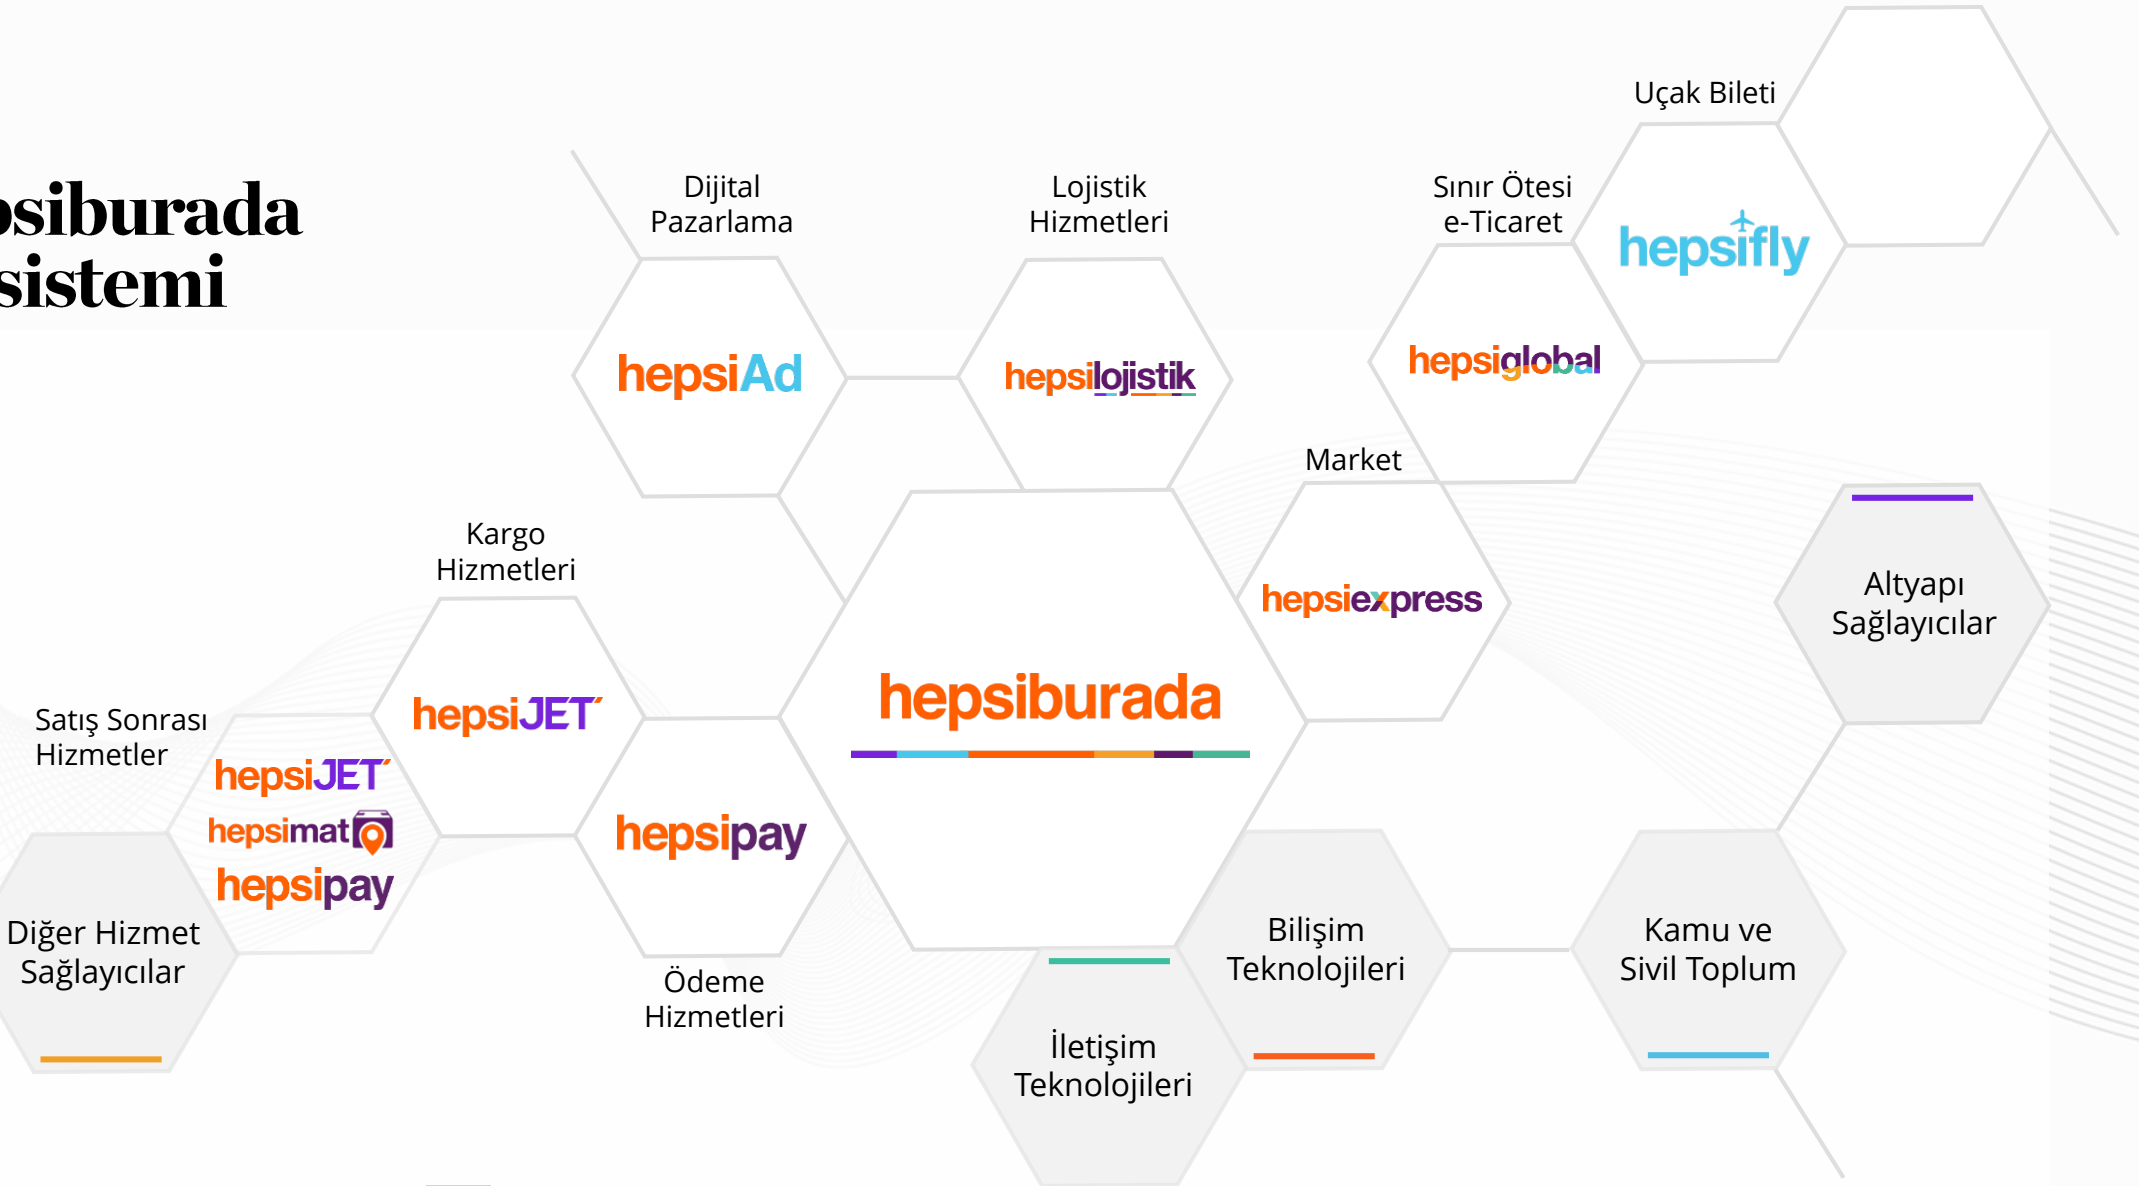 psiburada
sistemi
Uçak Bileti
hepsifly
Dijital
Pazarlama
hepsiAd
Lojistik
Hizmetleri
hepsilojistik
Sınır Ötesi
e-Ticaret
hepsiglobal
Market
hepsiexpress
Altyapı
Sağlayıcılar
Kargo
Hizmetleri
hepsiJET
hepsiburada
Satış Sonrası
Hizmetler
hepsiJET
hepsimat
hepsipay
hepsipay
Ödeme
Hizmetleri
Diğer Hizmet
Sağlayıcılar
Bilişim
Teknolojileri
Kamu ve
Sivil Toplum
İletişim
Teknolojileri